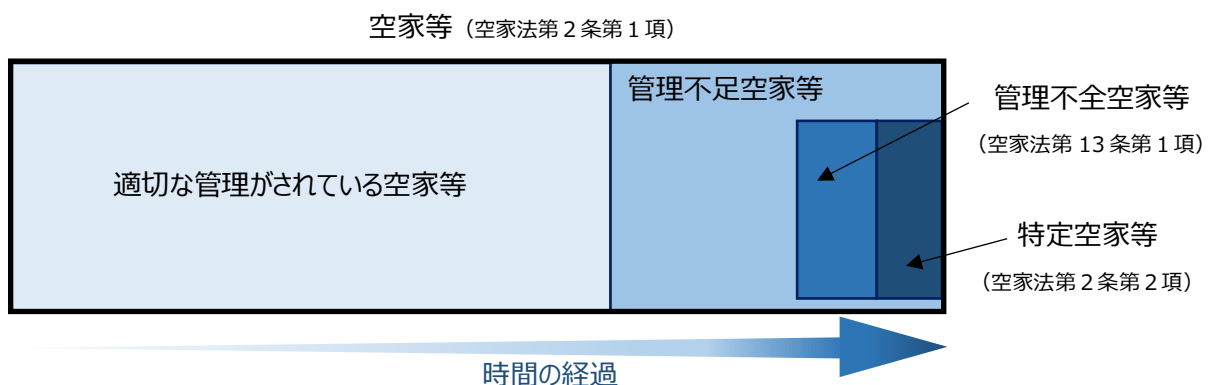 空家等（空家法第２条第１項）
管理不足空家等
管理不全空家等
（空家法第 13 条第１項）
適切な管理がされている空家等
特定空家等
（空家法第２条第２項）
時間の経過